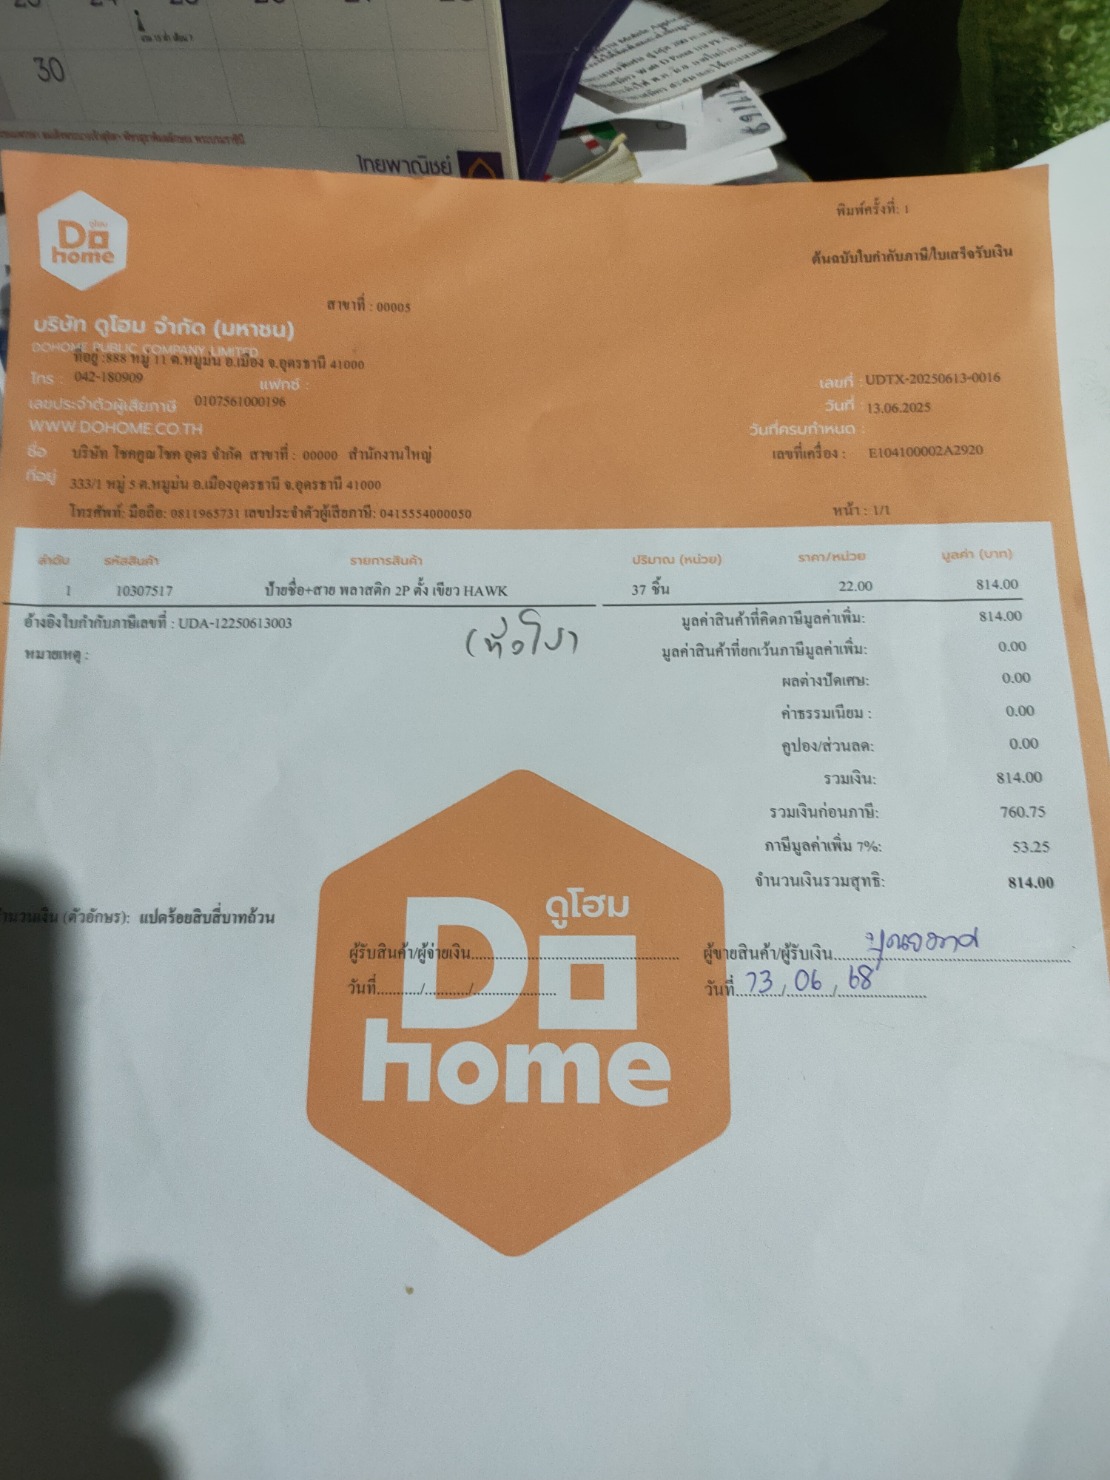 30
ไทยพาณิชย์
ดูโฮม
Do
home
พิมพ์ครั้งที่: 1
ต้นฉบับใบกำกับภาษี/ใบเสร็จรับเงิน
สาขาที่ : 00005
บริษัท ดูโฮม จำกัด (มหาชน)
DOHOME PUBLIC COMPANY LIMITED
ที่อยู่ :888 หมู่ 11 ต.หมูม่น อ.เมือง จ.อุดรธานี 41000
โทร : 042-180909 แฟกซ์ :
เลขที่ : UDTX-20250613-0016
เลขประจำตัวผู้เสียภาษี 0107561000196
วันที่ : 13.06.2025
WWW.DOHOME.CO.TH
วันที่ครบกำหนด :
ชื่อ บริษัท โชคคูณโชค อุดร จำกัด สาขาที่ : 00000 สำนักงานใหญ่
เลขที่เครื่อง : E104100002A2920
ที่อยู่ 333/1 หมู่ 5 ต.หมูม่น อ.เมืองอุดรธานี จ.อุดรธานี 41000
โทรศัพท์: มือถือ: 0811965731 เลขประจำตัวผู้เสียภาษี: 0415554000050
หน้า : 1/1
ลำดับ รหัสสินค้า รายการสินค้า ปริมาณ (หน่วย) ราคา/หน่วย มูลค่า (บาท)
1 10307517 ป้ายชื่อ+สาย พลาสติก 2P ตั้ง เขียว HAWK 37 ชิ้น 22.00 814.00
อ้างอิงใบกำกับภาษีเลขที่ : UDA-12250613003
มูลค่าสินค้าที่คิดภาษีมูลค่าเพิ่ม: 814.00
หมายเหตุ :
มูลค่าสินค้าที่ยกเว้นภาษีมูลค่าเพิ่ม: 0.00
ผลต่างปัดเศษ: 0.00
ค่าธรรมเนียม : 0.00
คูปอง/ส่วนลด: 0.00
รวมเงิน: 814.00
รวมเงินก่อนภาษี: 760.75
ภาษีมูลค่าเพิ่ม 7%: 53.25
จำนวนเงินรวมสุทธิ: 814.00
(ตัวอักษร): แปดร้อยสิบสี่บาทถ้วน
ดูโฮม
Do
home
ผู้รับสินค้า/ผู้จ่ายเงิน
ผู้ขายสินค้า/ผู้รับเงิน
วันที่ / /
วันที่ 13 / 06 / 68